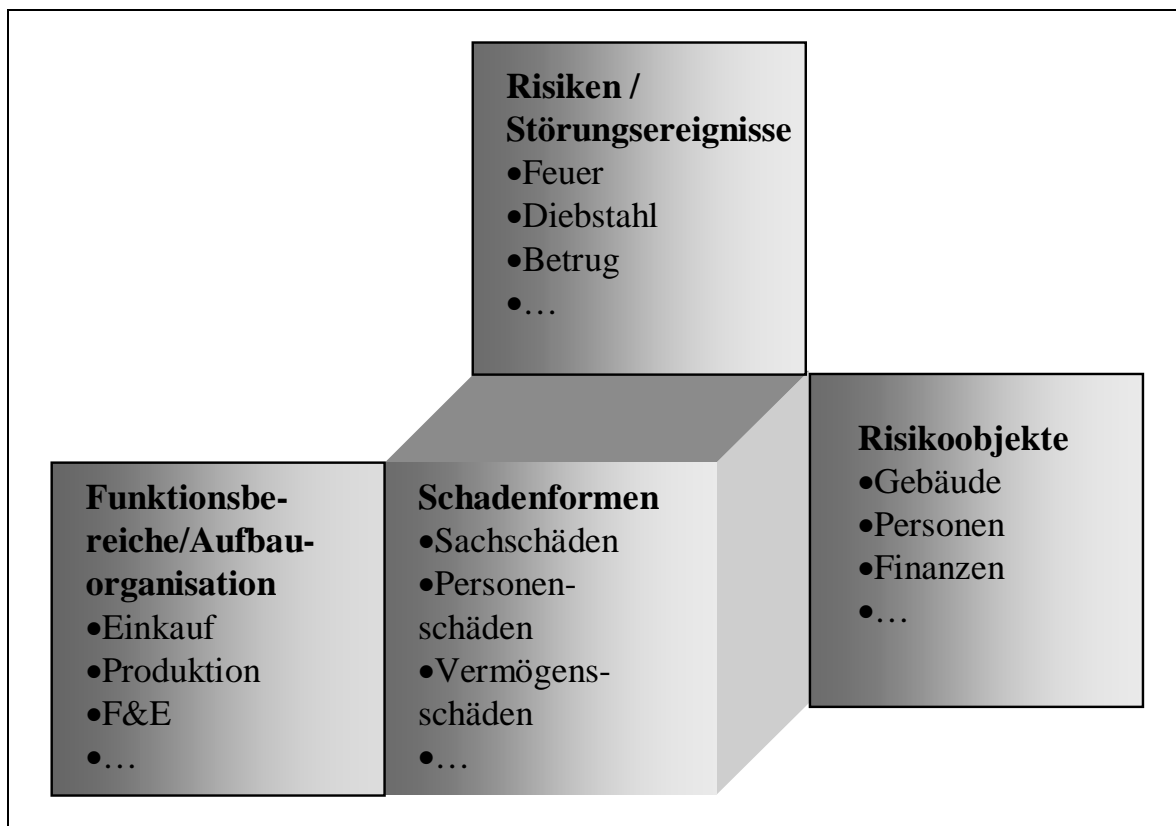 Risiken /
Störungsereignisse
•Feuer
•Diebstahl
•Betrug
•…
Funktionsbe-
reiche/Aufbau-
organisation
•Einkauf
•Produktion
•F&E
•…
Schadenformen
•Sachschäden
•Personen-
schäden
•Vermögens-
schäden
•…
Risikoobjekte
•Gebäude
•Personen
•Finanzen
•…